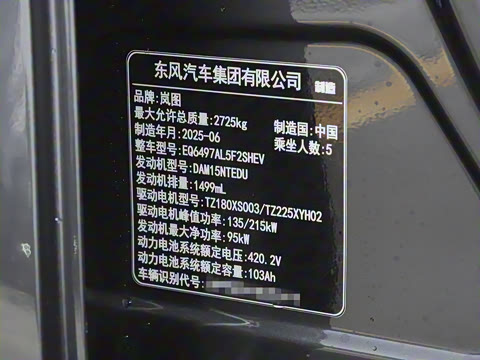 东风汽车集团有限公司 制造
品牌:岚图
最大允许总质量:2725kg 制造国:中国
制造年月:2025-06 乘坐人数:5
整车型号:EQ6497AL5F2SHEV
发动机型号:DAM15NTEDU
发动机排量:1499mL
驱动电机型号:TZ180XS003/TZ225XYH02
驱动电机峰值功率:135/215kW
发动机最大净功率:95kW
动力电池系统额定电压:420.2V
动力电池系统额定容量:103Ah
车辆识别代号: